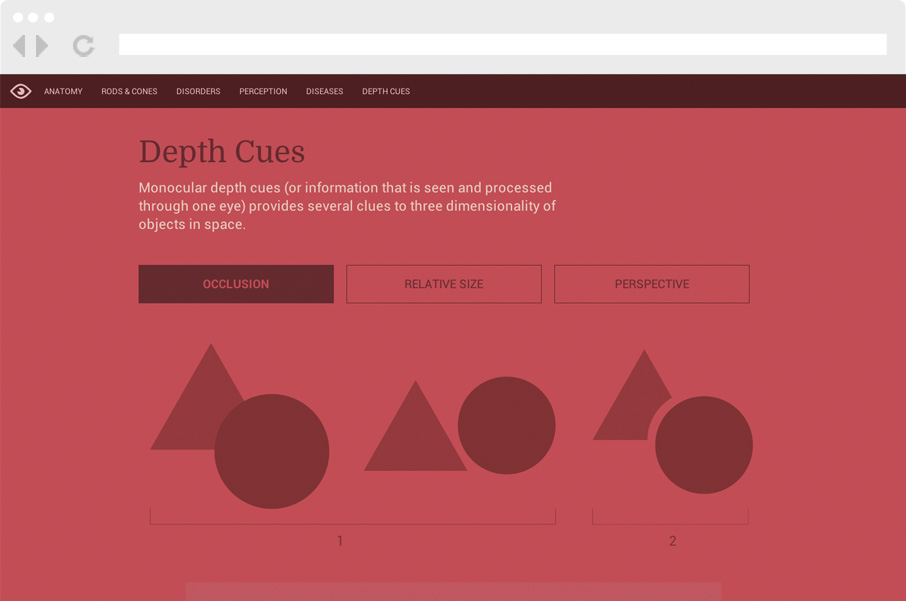 ANATOMY RODS & CONES DISORDERS PERCEPTION DISEASES DEPTH CUES
Depth Cues
Monocular depth cues (or information that is seen and processed
through one eye) provides several clues to three dimensionality of
objects in space.
OCCLUSION RELATIVE SIZE PERSPECTIVE
1 2